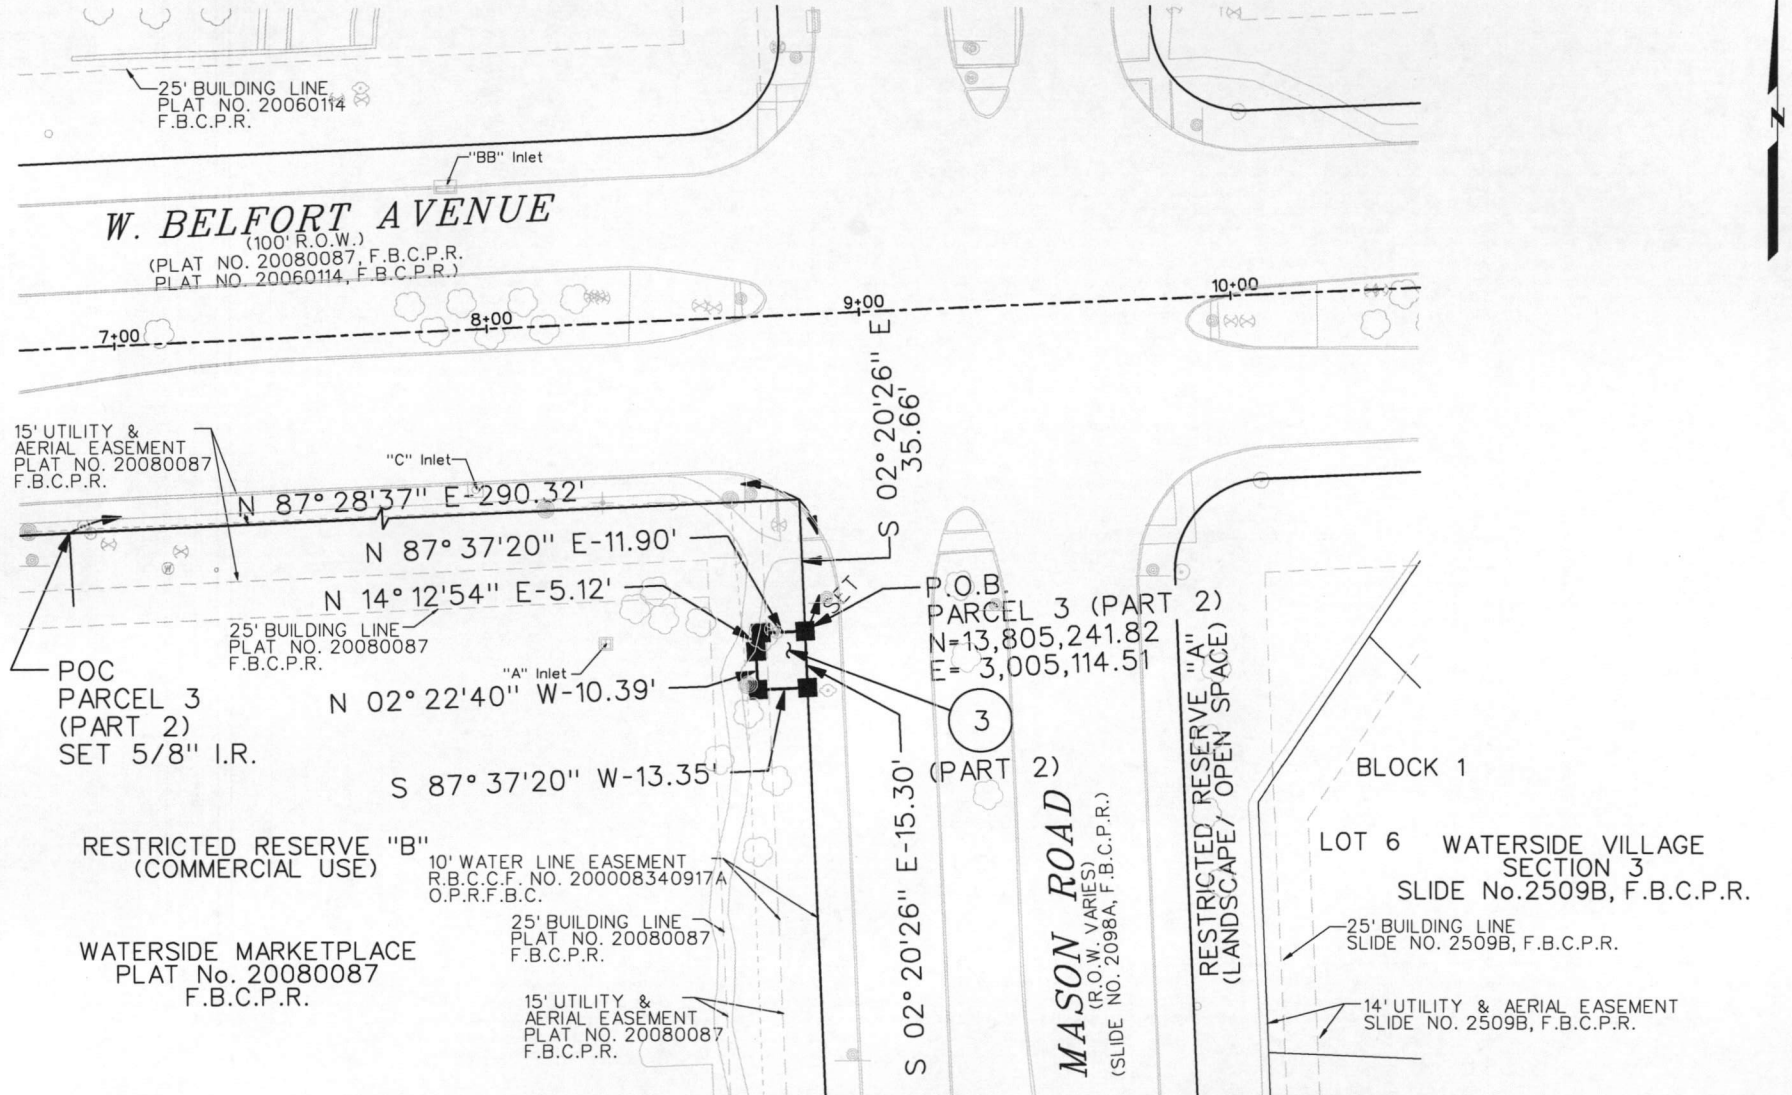 25' BUILDING LINE
PLAT NO. 20060114
F.B.C.P.R.
Z
"BB" Inlet
W. BELFORT AVENUE
(100' R.O.W.)
(PLAT NO. 20080087, F.B.C.P.R.
PLAT NO. 20060114, F.B.C.P.R.)
7+00
8+00
9+00
10+00
S 02° 20'26" E
35.66'
15' UTILITY &
AERIAL EASEMENT
PLAT NO. 20080087
F.B.C.P.R.
"C" Inlet
N 87° 28'37" E-290.32'
N 87° 37'20" E-11.90'
N 14° 12'54" E-5.12'
25' BUILDING LINE
PLAT NO. 20080087
F.B.C.P.R.
"A" Inlet
N 02° 22'40" W-10.39'
S 87° 37'20" W-13.35'
POC
PARCEL 3
(PART 2)
SET 5/8" I.R.
SET
P.O.B.
PARCEL 3 (PART 2)
N=13,805,241.82
E= 3,005,114.51
3
(PART 2)
S 02° 20'26" E-15.30'
RESTRICTED RESERVE "B"
(COMMERCIAL USE)
10' WATER LINE EASEMENT
R.B.C.C.F. NO. 200008340917A
O.P.R.F.B.C.
25' BUILDING LINE
PLAT NO. 20080087
F.B.C.P.R.
WATERSIDE MARKETPLACE
PLAT No. 20080087
F.B.C.P.R.
15' UTILITY &
AERIAL EASEMENT
PLAT NO. 20080087
F.B.C.P.R.
MASON ROAD
(R.O.W. VARIES)
(SLIDE NO. 2098A, F.B.C.P.R.)
RESTRICTED RESERVE "A"
(LANDSCAPE/ OPEN SPACE)
BLOCK 1
LOT 6
WATERSIDE VILLAGE
SECTION 3
SLIDE No.2509B, F.B.C.P.R.
25' BUILDING LINE
SLIDE NO. 2509B, F.B.C.P.R.
14' UTILITY & AERIAL EASEMENT
SLIDE NO. 2509B, F.B.C.P.R.